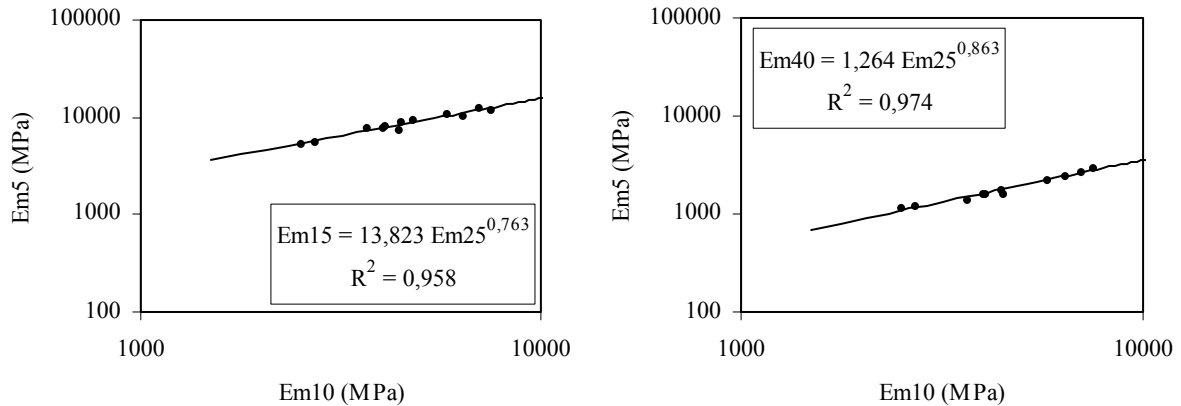 100000
10000
1000
100
Em5 (MPa)
Em15 = 13,823 Em25^0,763
R^2 = 0,958
1000
10000
Em10 (MPa)
100000
10000
1000
100
Em5 (MPa)
Em40 = 1,264 Em25^0,863
R^2 = 0,974
1000
10000
Em10 (MPa)